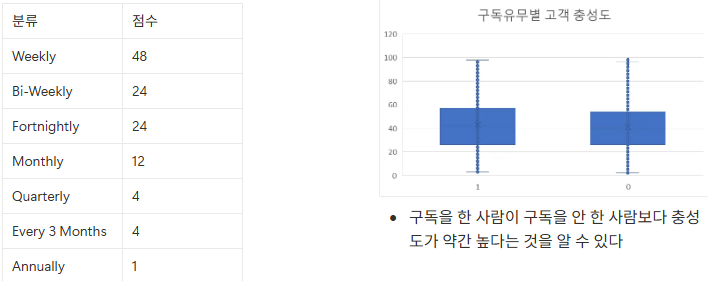 분류 점수
Weekly 48
Bi-Weekly 24
Fortnightly 24
Monthly 12
Quarterly 4
Every 3 Months 4
Annually 1
구독유무별 고객 충성도
120
100
80
60
40
20
0
1 0
• 구독을 한 사람이 구독을 안 한 사람보다 충성
도가 약간 높다는 것을 알 수 있다